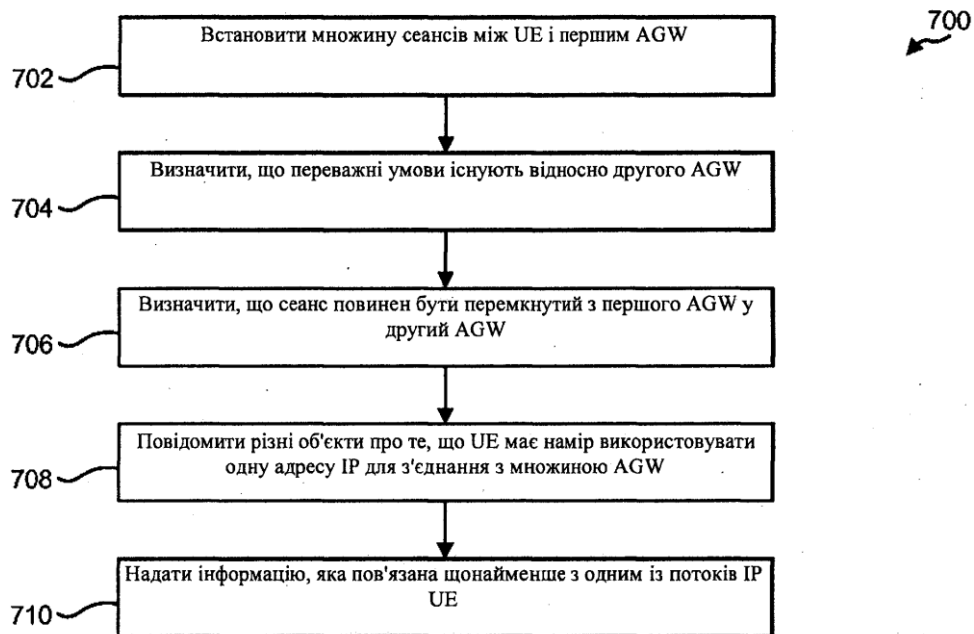 700
Встановити множину сеансів між UE і першим AGW
702
Визначити, що переважні умови існують відносно другого AGW
704
Визначити, що сеанс повинен бути перемкнутий з першого AGW у
другий AGW
706
Повідомити різні об'єкти про те, що UE має намір використовувати
одну адресу IP для з'єднання з множиною AGW
708
Надати інформацію, яка пов'язана щонайменше з одним із потоків IP
UE
710